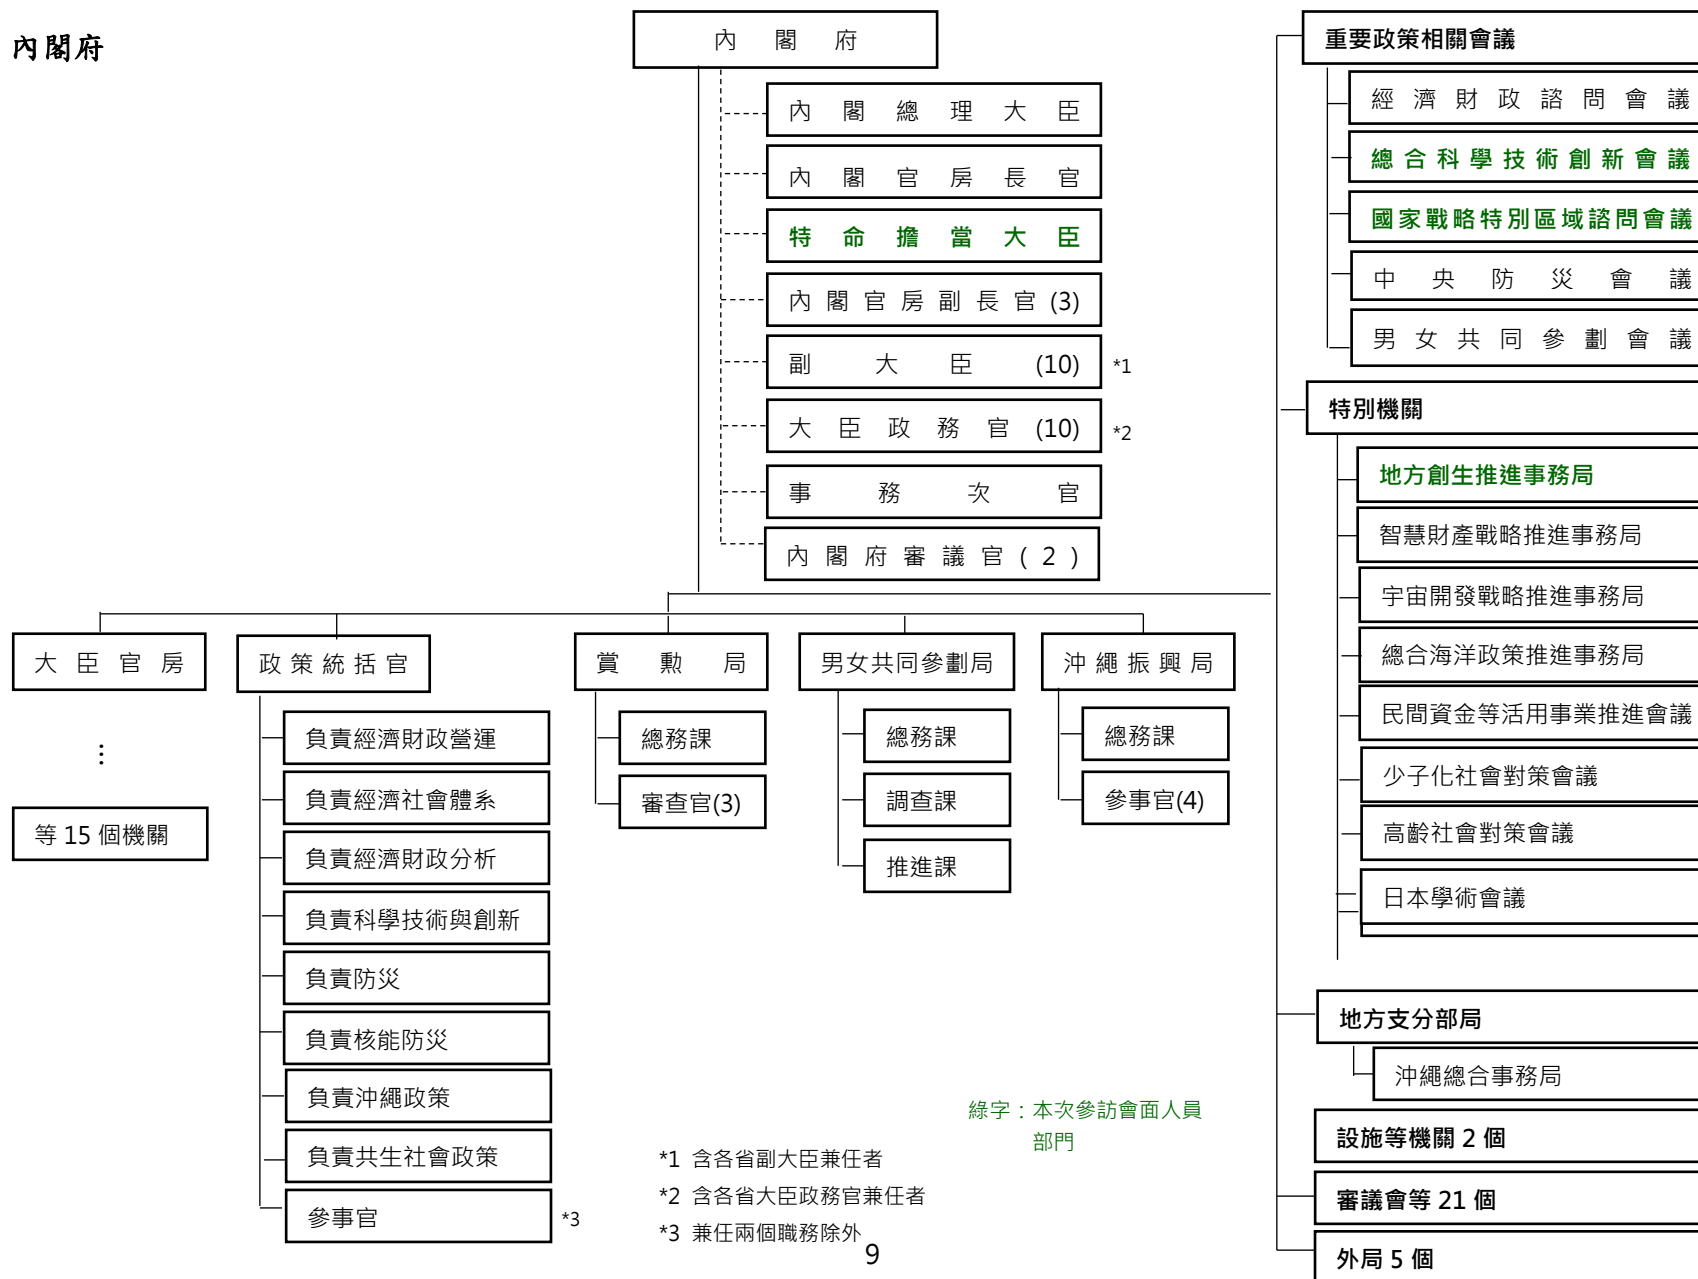 內閣府
內閣府
內閣總理大臣
內閣官房長官
特命擔當大臣
內閣官房副長官(3)
副大臣(10) *1
大臣政務官(10) *2
事務次官
內閣府審議官(2)
大臣官房
⋮
等 15 個機關
政策統括官
負責經濟財政營運
負責經濟社會體系
負責經濟財政分析
負責科學技術與創新
負責防災
負責核能防災
負責沖繩政策
負責共生社會政策
參事官 *3
賞勲局
總務課
審查官(3)
男女共同參劃局
總務課
調查課
推進課
沖繩振興局
總務課
參事官(4)
重要政策相關會議
經濟財政諮問會議
總合科學技術創新會議
國家戰略特別區域諮問會議
中央防災會議
男女共同參劃會議
特別機關
地方創生推進事務局
智慧財產戰略推進事務局
宇宙開發戰略推進事務局
總合海洋政策推進事務局
民間資金等活用事業推進會議
少子化社會對策會議
高齡社會對策會議
日本學術會議
地方支分部局
沖繩總合事務局
設施等機關 2 個
審議會等 21 個
外局 5 個
綠字：本次參訪會面人員
部門
*1 含各省副大臣兼任者
*2 含各省大臣政務官兼任者
*3 兼任兩個職務除外
9